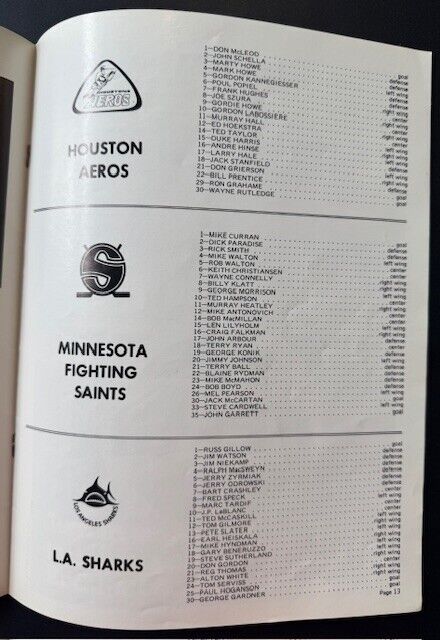 HOUSTON
AEROS
HOUSTON
AEROS
1—DON McLEOD goal
2—JOHN SCHELLA defense
3—MARTY HOWE defense
4—MARK HOWE left wing
5—GORDON KANNEGIESSER defense
6—POUL POPIEL defense
7—FRANK HUGHES left wing
8—JOE SZURA center
9—GORDIE HOWE right wing
10—GORDON LABOSSIERE center
11—MURRAY HALL right wing
12—ED HOEKSTRA center
14—TED TAYLOR left wing
15—DUKE HARRIS right wing
16—ANDRE HINSE left wing
17—LARRY HALE defense
18—JACK STANFIELD left wing
21—DON GRIERSON right wing
22—BILL PRENTICE defense
29—RON GRAHAME goal
30—WAYNE RUTLEDGE goal
S
MINNESOTA
FIGHTING
SAINTS
1—MIKE CURRAN goal
2—DICK PARADISE defense
3—RICK SMITH defense
4—MIKE WALTON center
5—ROB WALTON left wing
6—KEITH CHRISTIANSEN center
7—WAYNE CONNELLY right wing
8—BILLY KLATT right wing
9—GEORGE MORRISON left wing
10—TED HAMPSON center
11—MURRAY HEATLEY right wing
12—MIKE ANTONOVICH center
14—BOB MacMILLAN right wing
15—LEN LILYHOLM left wing
16—CRAIG FALKMAN right wing
17—JOHN ARBOUR defense
18—TERRY RYAN center
19—GEORGE KONIK defense
20—JIMMY JOHNSON left wing
21—TERRY BALL defense
22—BLAINE RYDMAN defense
23—MIKE McMAHON defense
24—BOB BOYD defense
26—MEL PEARSON left wing
30—JACK McCARTAN goal
33—STEVE CARDWELL left wing
35—JOHN GARRETT goal
LOS ANGELES SHARKS
L.A. SHARKS
1—RUSS GILLOW goal
2—JIM WATSON defense
3—JIM NIEKAMP defense
4—RALPH MacSWEYN defense
5—JERRY ZYRMIAK defense
6—JERRY ODROWSKI defense
7—BART CRASHLEY defense
8—FRED SPECK center
9—MARC TARDIF left wing
10—J.P. LeBLANC center
11—TED McCASKILL center
12—TOM GILMORE left wing
13—PETE SLATER right wing
16—EARL HEISKALA left wing
17—MIKE HYNDMAN right wing
18—GARY BENERUZZO left wing
19—STEVE SUTHERLAND left wing
20—DON GORDON right wing
21—REG THOMAS left wing
23—ALTON WHITE right wing
24—TOM SERVISS right wing
25—PAUL HOGANSON goal
30—GEORGE GARDNER goal
Page 13